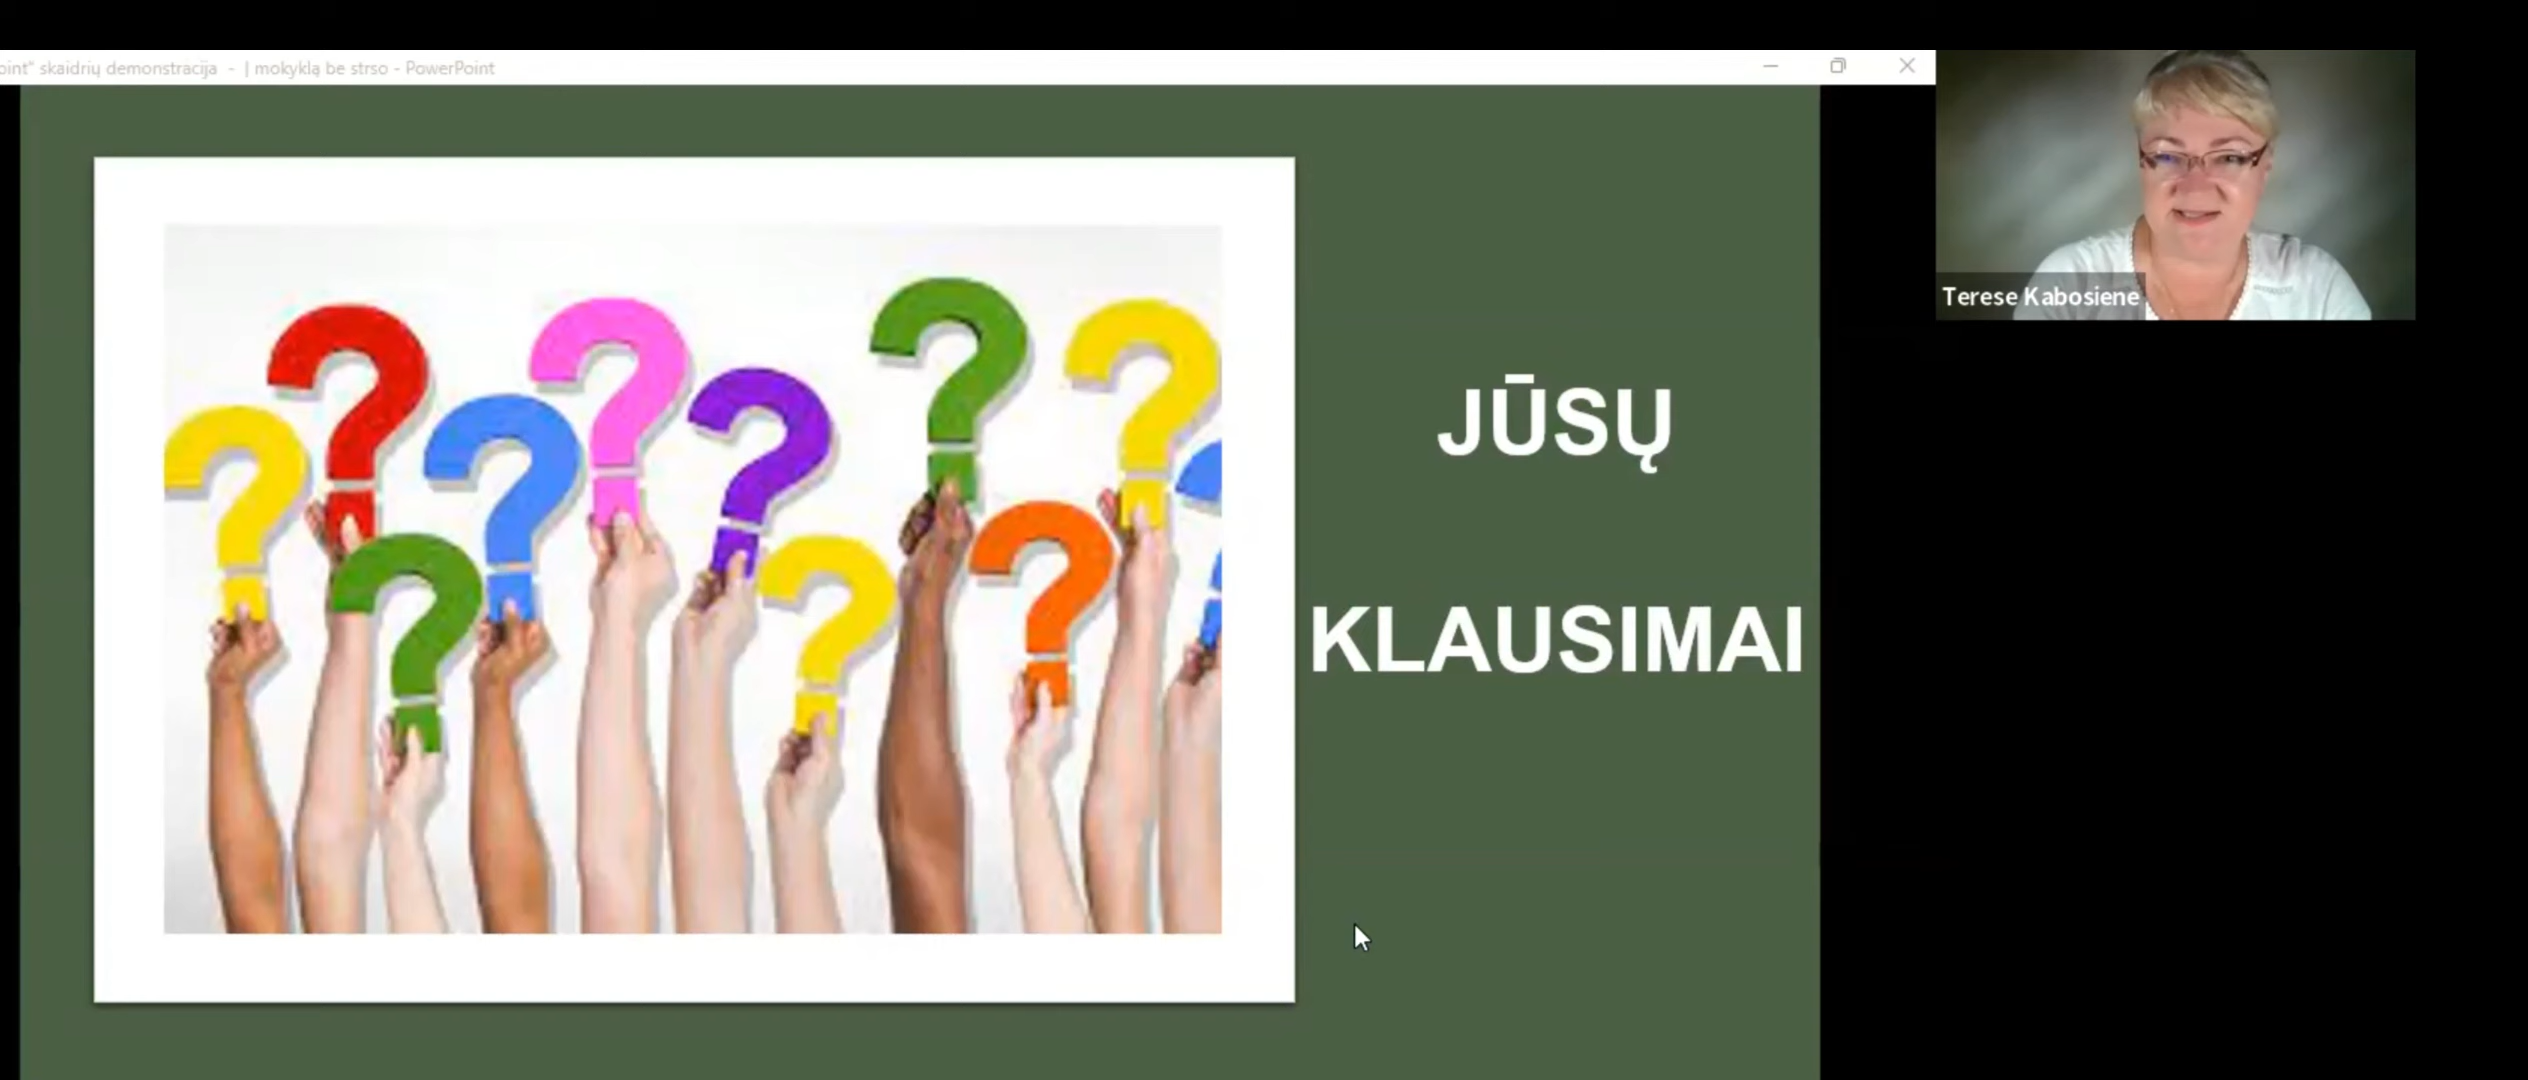 oint" skaidrių demonstracija - | mokyklą be strso - PowerPoint
Terese Kabosiene
JŪSŲ
KLAUSIMAI